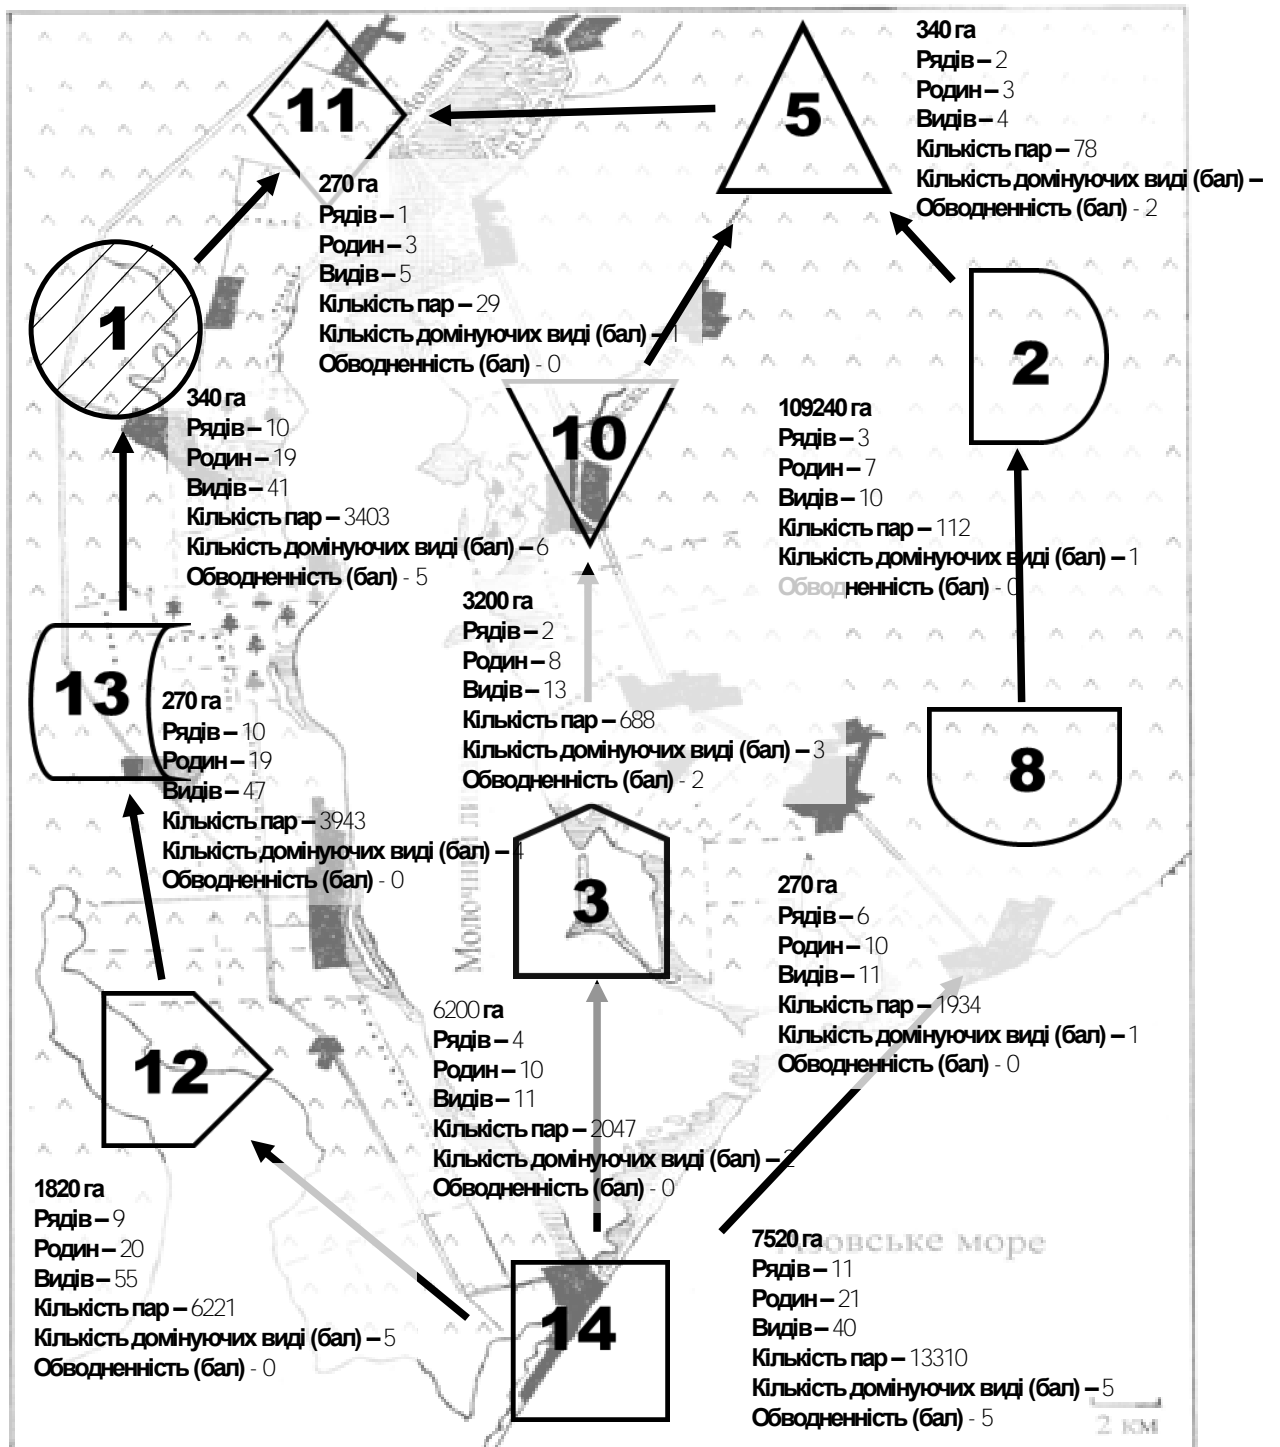 340 га
Рядів – 2
Родин – 3
Видів – 4
Кількість пар – 78
Кількість домінуючих виді (бал) –
Обводненність (бал) - 2
5
11
Молочна
270 га
Рядів – 1
Родин – 3
Видів – 5
Кількість пар – 29
Кількість домінуючих виді (бал) – 1
Обводненність (бал) - 0
1
2
340 га
Рядів – 10
Родин – 19
Видів – 41
Кількість пар – 3403
Кількість домінуючих виді (бал) – 6
Обводненність (бал) - 5
10
109240 га
Рядів – 3
Родин – 7
Видів – 10
Кількість пар – 112
Кількість домінуючих виді (бал) – 1
Обводненність (бал) - 0
3200 га
Рядів – 2
Родин – 8
Видів – 13
Кількість пар – 688
Кількість домінуючих виді (бал) – 3
Обводненність (бал) - 2
13
270 га
Рядів – 10
Родин – 19
Видів – 47
Кількість пар – 3943
Кількість домінуючих виді (бал) – 4
Обводненність (бал) - 0
8
Молочний
3
270 га
Рядів – 6
Родин – 10
Видів – 11
Кількість пар – 1934
Кількість домінуючих виді (бал) – 1
Обводненність (бал) - 0
12
6200 га
Рядів – 4
Родин – 10
Видів – 11
Кількість пар – 2047
Кількість домінуючих виді (бал) – 2
Обводненність (бал) - 0
1820 га
Рядів – 9
Родин – 20
Видів – 55
Кількість пар – 6221
Кількість домінуючих виді (бал) – 5
Обводненність (бал) - 0
14
Азовське море
7520 га
Рядів – 11
Родин – 21
Видів – 40
Кількість пар – 13310
Кількість домінуючих виді (бал) – 5
Обводненність (бал) - 5
2 км